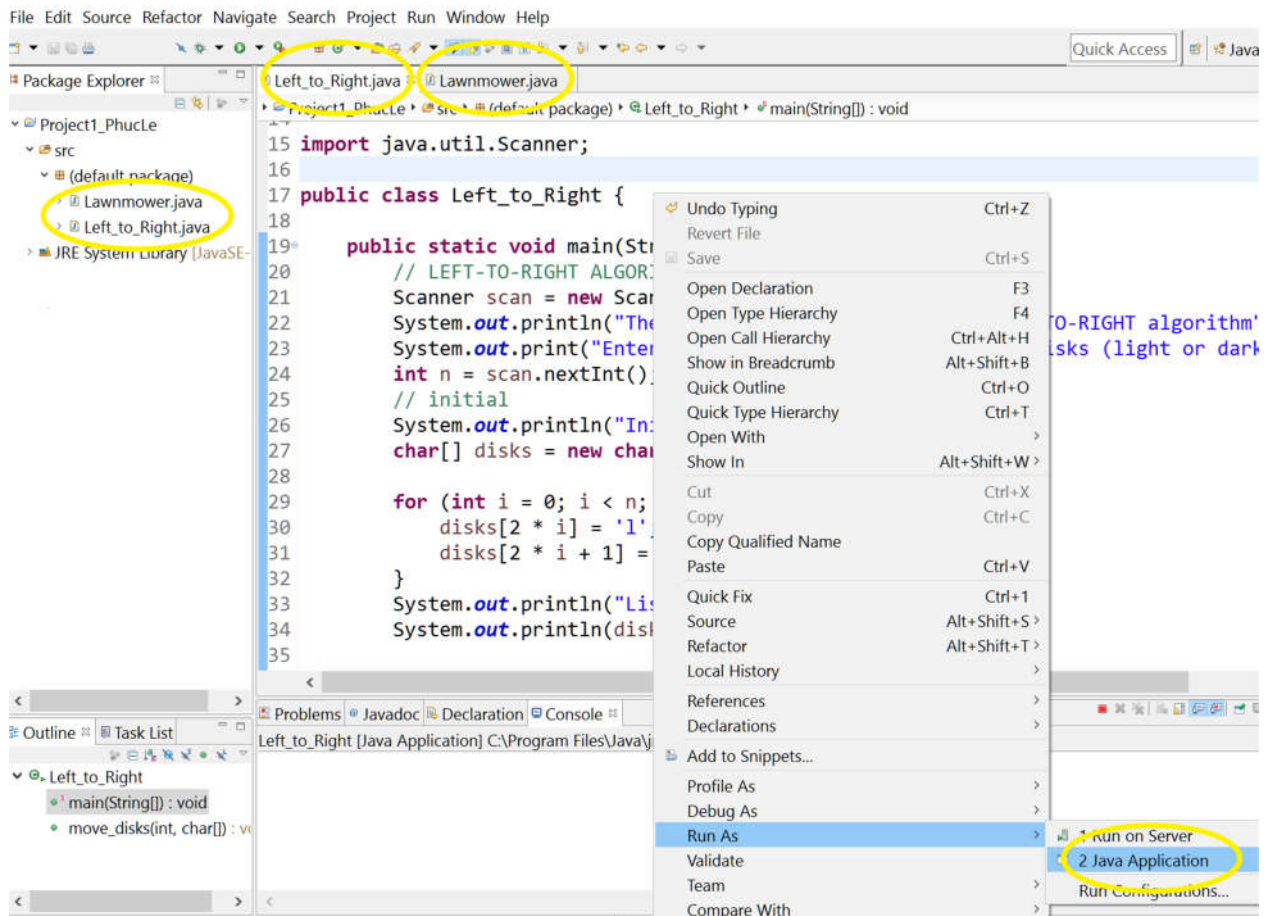 File Edit Source Refactor Navigate Search Project Run Window Help
Quick Access
Java
Package Explorer
Left_to_Right.java
Lawnmower.java
Project1_PhucLe
src
(default package)
Left_to_Right
main(String[]) : void
Project1_PhucLe
src
(default package)
Lawnmower.java
Left_to_Right.java
JRE System Library [JavaSE-
15 import java.util.Scanner;
16
17 public class Left_to_Right {
18
19 public static void main(Str
20 // LEFT-TO-RIGHT ALGOR
21 Scanner scan = new Scan
22 System.out.println("The
O-RIGHT algorithm"
23 System.out.print("Enter
sks (light or dark
24 int n = scan.nextInt();
25 // initial
26 System.out.println("Ini
27 char[] disks = new char
28
29 for (int i = 0; i < n;
30 disks[2 * i] = 'l';
31 disks[2 * i + 1] =
32 }
33 System.out.println("Lis
34 System.out.println(disk
35
Undo Typing Ctrl+Z
Revert File
Save Ctrl+S
Open Declaration F3
Open Type Hierarchy F4
Open Call Hierarchy Ctrl+Alt+H
Show in Breadcrumb Alt+Shift+B
Quick Outline Ctrl+O
Quick Type Hierarchy Ctrl+T
Open With
Show In Alt+Shift+W
Cut Ctrl+X
Copy Ctrl+C
Copy Qualified Name
Paste Ctrl+V
Quick Fix Ctrl+1
Source Alt+Shift+S
Refactor Alt+Shift+T
Local History
References
Declarations
Add to Snippets...
Profile As
Debug As
Run As
Validate
Team
Compare With
1 Run on Server
2 Java Application
Run Configurations...
Problems Javadoc Declaration Console
Left_to_Right [Java Application] C:\Program Files\Java\j
Outline Task List
Left_to_Right
main(String[]) : void
move_disks(int, char[]) : v